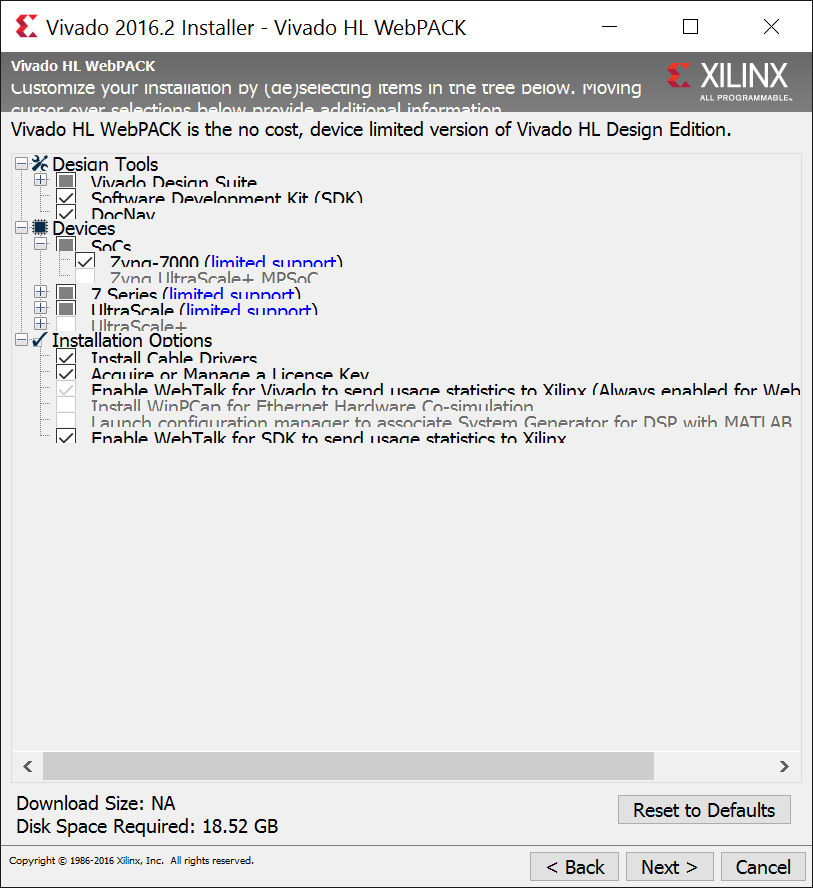 Vivado 2016.2 Installer - Vivado HL WebPACK
Vivado HL WebPACK
Customize your installation by (de)selecting items in the tree below. Moving
cursor over selections below provide additional information.
XILINX
ALL PROGRAMMABLE™
Vivado HL WebPACK is the no cost, device limited version of Vivado HL Design Edition.
Design Tools
Vivado Design Suite
Software Development Kit (SDK)
DocNav
Devices
SoCs
Zynq-7000 (limited support)
Zynq UltraScale+ MPSoC
7 Series (limited support)
UltraScale (limited support)
UltraScale+
Installation Options
Install Cable Drivers
Acquire or Manage a License Key
Enable WebTalk for Vivado to send usage statistics to Xilinx (Always enabled for Web
Install WinPCap for Ethernet Hardware Co-simulation
Launch configuration manager to associate System Generator for DSP with MATLAB
Enable WebTalk for SDK to send usage statistics to Xilinx
Download Size: NA
Disk Space Required: 18.52 GB
Reset to Defaults
Copyright © 1986-2016 Xilinx, Inc. All rights reserved.
< Back
Next >
Cancel